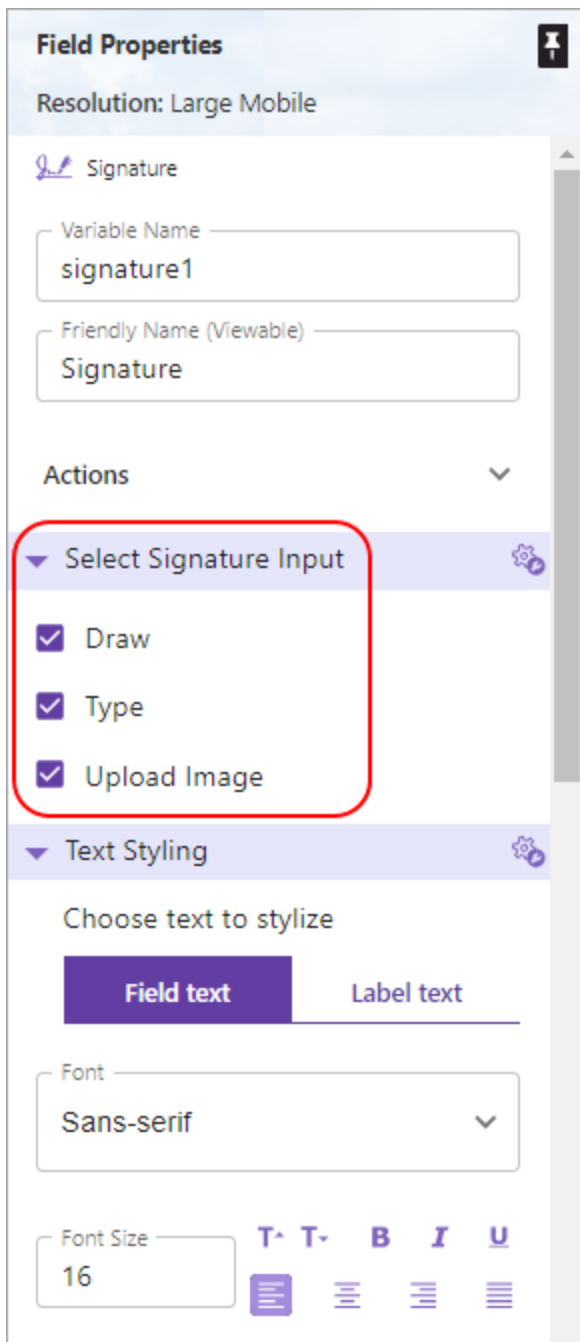 Field Properties
Resolution: Large Mobile
Signature
Variable Name
signature1
Friendly Name (Viewable)
Signature
Actions
Select Signature Input
Draw
Type
Upload Image
Text Styling
Choose text to stylize
Field text Label text
Font
Sans-serif
Font Size
16
T T B I U